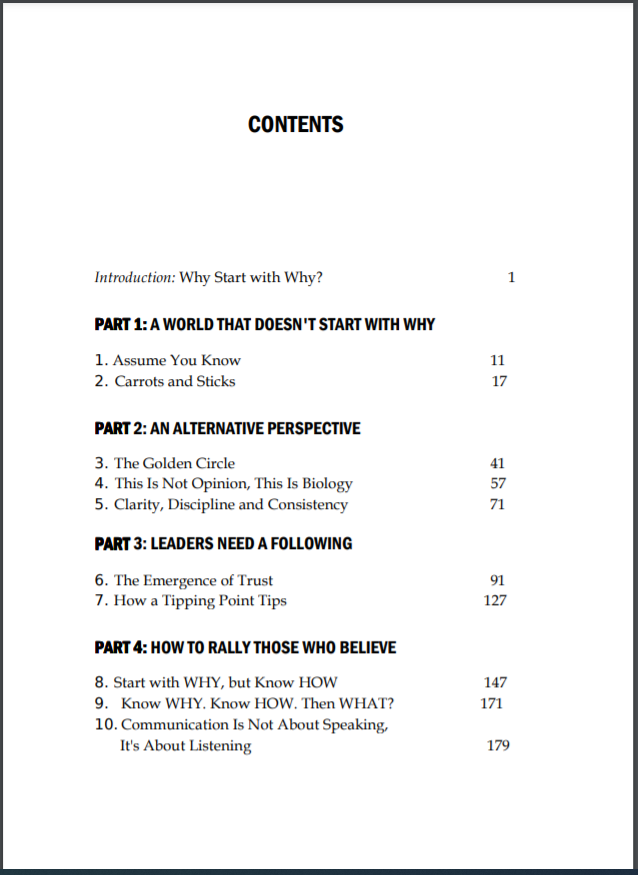 CONTENTS
Introduction: Why Start with Why? 1
PART 1: A WORLD THAT DOESN'T START WITH WHY
1. Assume You Know 11
2. Carrots and Sticks 17
PART 2: AN ALTERNATIVE PERSPECTIVE
3. The Golden Circle 41
4. This Is Not Opinion, This Is Biology 57
5. Clarity, Discipline and Consistency 71
PART 3: LEADERS NEED A FOLLOWING
6. The Emergence of Trust 91
7. How a Tipping Point Tips 127
PART 4: HOW TO RALLY THOSE WHO BELIEVE
8. Start with WHY, but Know HOW 147
9. Know WHY. Know HOW. Then WHAT? 171
10. Communication Is Not About Speaking,
It's About Listening 179